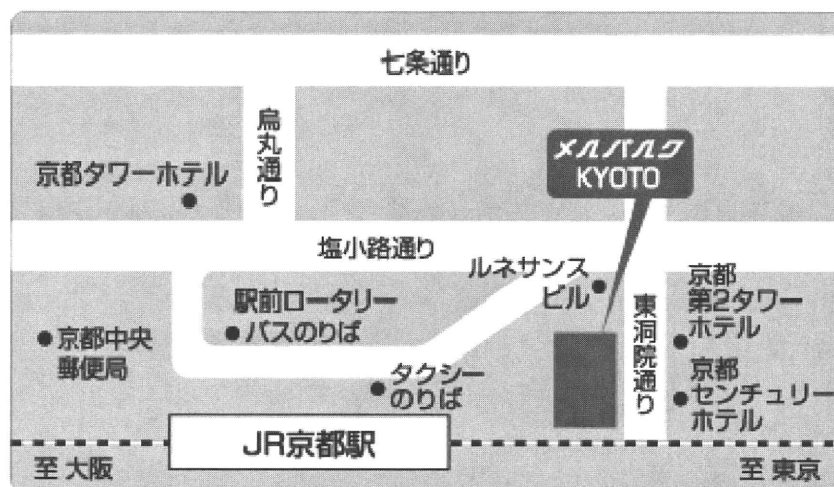 七条通り
烏丸通り
メルパルク
KYOTO
京都タワーホテル
塩小路通り
ルネサンス
ビル
京都
第2タワー
ホテル
駅前ロータリー
バスのりば
東洞院通り
京都中央
郵便局
タクシー
のりば
京都
センチュリー
ホテル
JR京都駅
至 大阪
至 東京